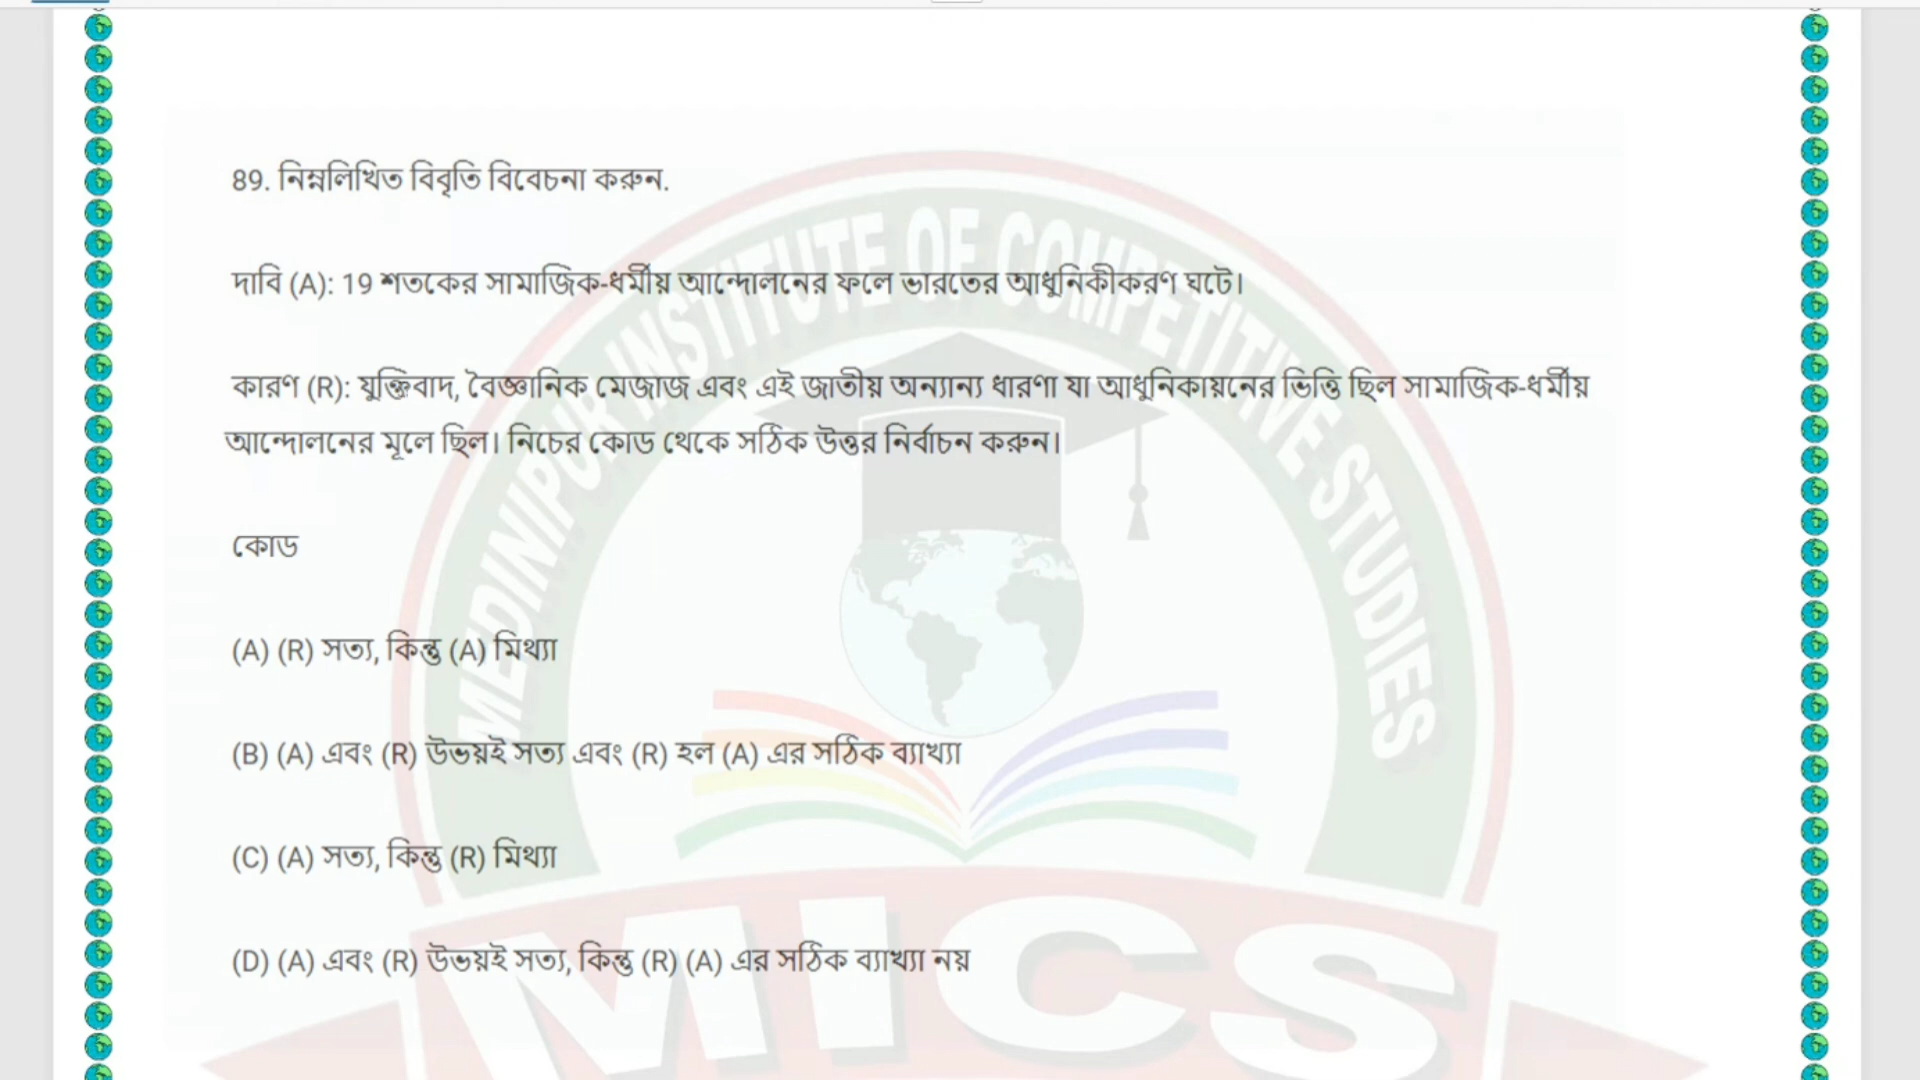 89. নিম্নলিখিত বিবৃতি বিবেচনা করুন.
দাবি (A): 19 শতকের সামাজিক-ধর্মীয় আন্দোলনের ফলে ভারতের আধুনিকীকরণ ঘটে।
কারণ (R): যুক্তিবাদ, বৈজ্ঞানিক মেজাজ এবং এই জাতীয় অন্যান্য ধারণা যা আধুনিকায়নের ভিত্তি ছিল সামাজিক-ধর্মীয়
আন্দোলনের মূলে ছিল। নিচের কোড থেকে সঠিক উত্তর নির্বাচন করুন।
কোড
(A) (R) সত্য, কিন্তু (A) মিথ্যা
(B) (A) এবং (R) উভয়ই সত্য এবং (R) হল (A) এর সঠিক ব্যাখ্যা
(C) (A) সত্য, কিন্তু (R) মিথ্যা
(D) (A) এবং (R) উভয়ই সত্য, কিন্তু (R) (A) এর সঠিক ব্যাখ্যা নয়
MEDINIPUR INSTITUTE OF COMPETITIVE STUDIES
MICS